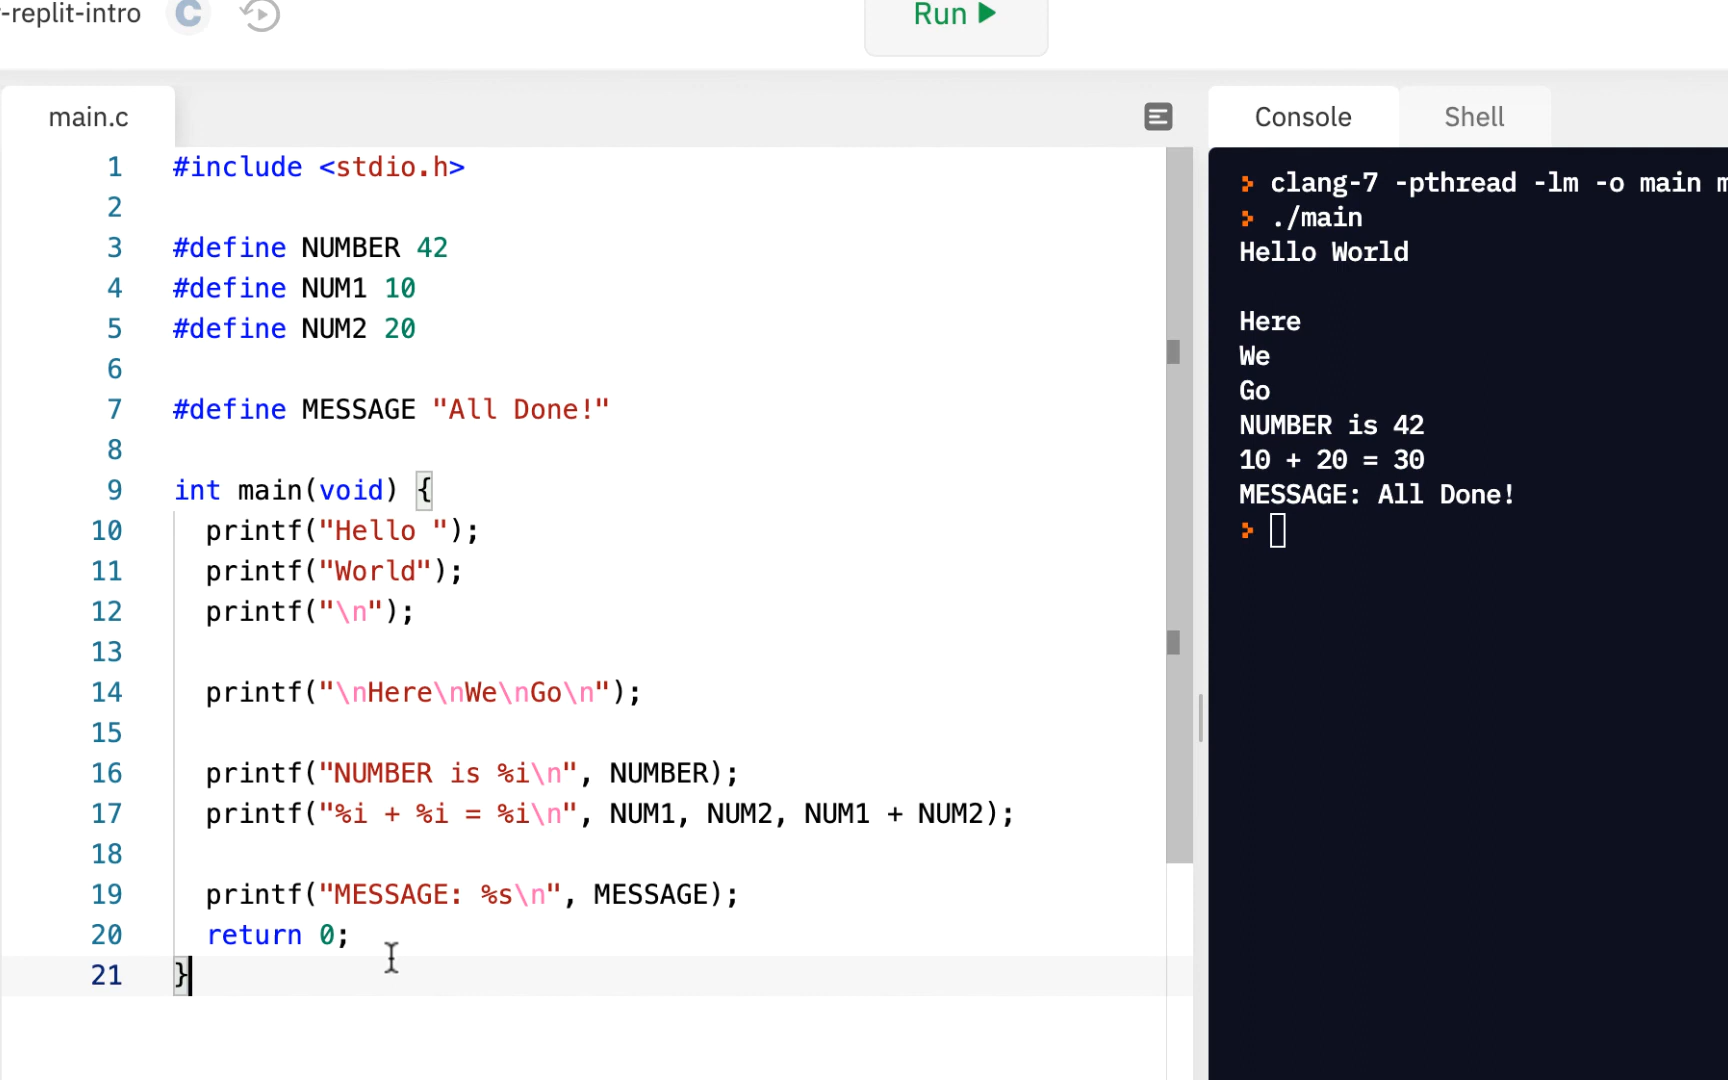 -replit-intro C
Run
main.c
Console Shell
1 #include <stdio.h>
2
3 #define NUMBER 42
4 #define NUM1 10
5 #define NUM2 20
6
7 #define MESSAGE "All Done!"
8
9 int main(void) {
10   printf("Hello ");
11   printf("World");
12   printf("\n");
13
14   printf("\nHere\nWe\nGo\n");
15
16   printf("NUMBER is %i\n", NUMBER);
17   printf("%i + %i = %i\n", NUM1, NUM2, NUM1 + NUM2);
18
19   printf("MESSAGE: %s\n", MESSAGE);
20   return 0;
21 }
clang-7 -pthread -lm -o main
./main
Hello World
Here
We
Go
NUMBER is 42
10 + 20 = 30
MESSAGE: All Done!